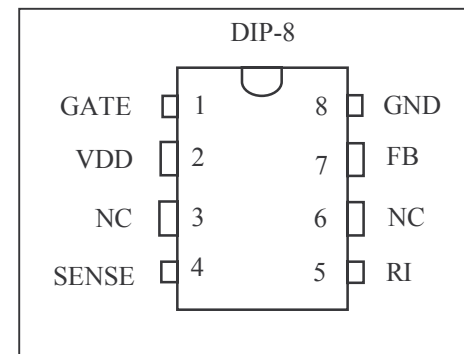 DIP-8
GATE 1 8 GND
VDD 2 7 FB
NC 3 6 NC
SENSE 4 5 RI